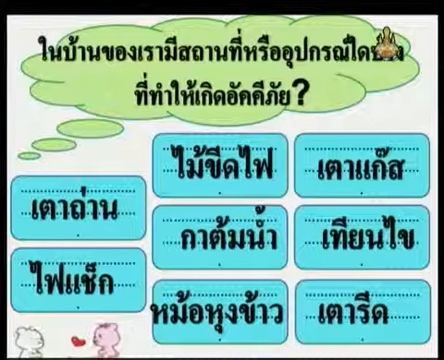 ในบ้านของเรามีสถานที่หรืออุปกรณ์ใดบ้าง
ที่ทำให้เกิดอัคคีภัย?
ไม้ขีดไฟ
เตาแก๊ส
เตาถ่าน
กาต้มน้ำ
เทียนไข
ไฟแช็ก
หม้อหุงข้าว
เตารีด